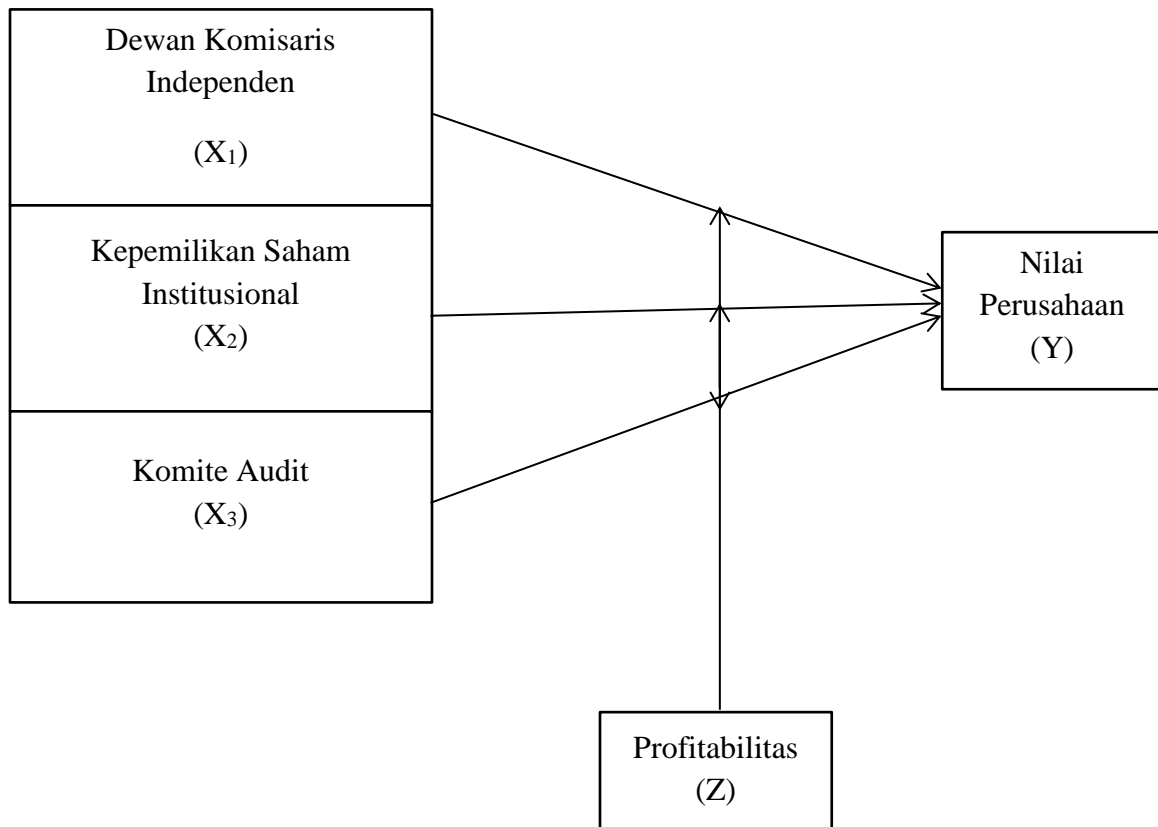 Dewan Komisaris
Independen
(X₁)
Kepemilikan Saham
Institusional
(X₂)
Komite Audit
(X₃)
Nilai
Perusahaan
(Y)
Profitabilitas
(Z)